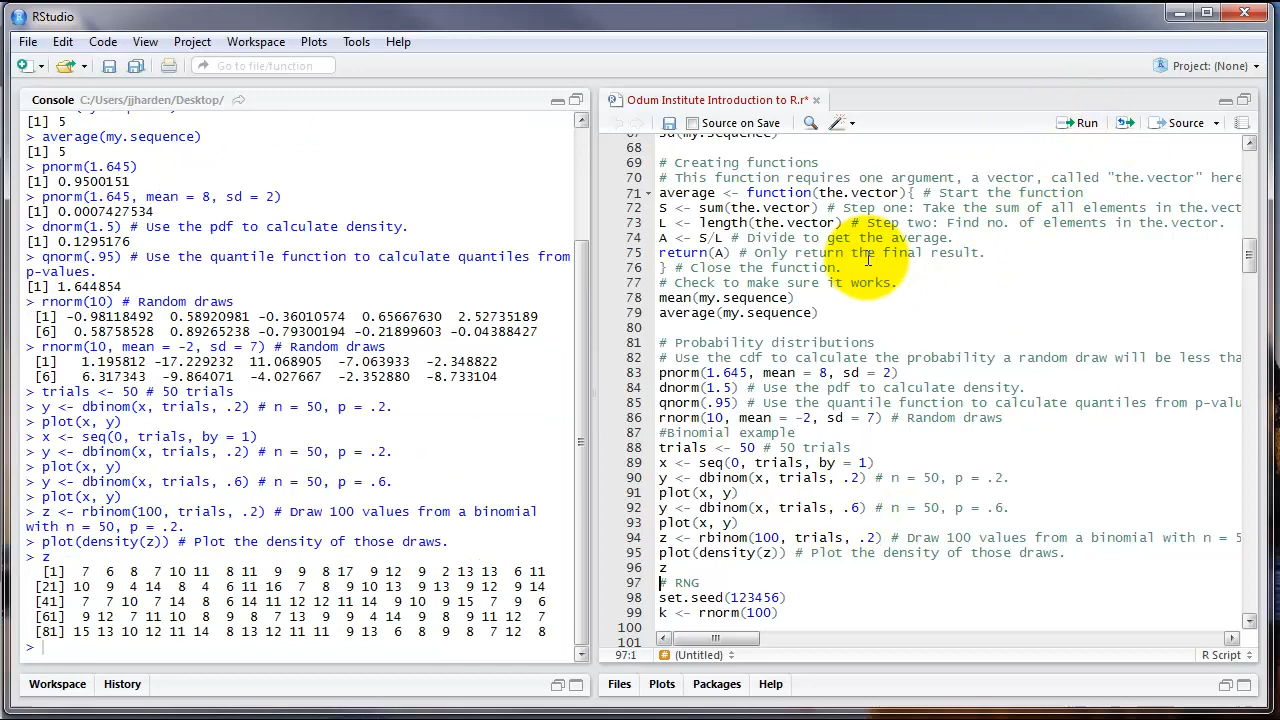 RStudio
File Edit Code View Project Workspace Plots Tools Help
Go to file/function
Project: (None)
Console C:/Users/jjharden/Desktop/
[1] 5
> average(my.sequence)
[1] 5
> pnorm(1.645)
[1] 0.9500151
> pnorm(1.645, mean = 8, sd = 2)
[1] 0.0007427534
> dnorm(1.5) # Use the pdf to calculate density.
[1] 0.1295176
> qnorm(.95) # Use the quantile function to calculate quantiles from
p-values.
[1] 1.644854
> rnorm(10) # Random draws
[1] -0.98118492 0.58920981 -0.36010574 0.65667630 2.52735189
[6] 0.58758528 0.89265238 -0.79300194 -0.21899603 -0.04388427
> rnorm(10, mean = -2, sd = 7) # Random draws
[1] 1.195812 -17.229232 11.068905 -7.063933 -2.348822
[6] 6.317343 -9.864071 -4.027667 -2.352880 -8.733104
> trials <- 50 # 50 trials
> y <- dbinom(x, trials, .2) # n = 50, p = .2.
> plot(x, y)
> x <- seq(0, trials, by = 1)
> y <- dbinom(x, trials, .2) # n = 50, p = .2.
> plot(x, y)
> y <- dbinom(x, trials, .6) # n = 50, p = .6.
> plot(x, y)
> z <- rbinom(100, trials, .2) # Draw 100 values from a binomial
with n = 50, p = .2.
> plot(density(z)) # Plot the density of those draws.
> z
[1] 7 6 8 7 10 11 8 11 9 9 8 17 9 12 9 2 13 13 6 11
[21] 10 9 4 14 8 4 6 11 16 7 8 9 10 13 9 13 9 12 9 14
[41] 7 7 10 7 14 8 6 14 11 12 12 11 14 9 10 9 15 7 9 6
[61] 9 12 7 11 10 8 9 8 7 13 9 9 4 14 9 8 9 11 12 7
[81] 15 13 10 12 11 14 8 13 12 11 11 9 13 6 8 9 8 7 12 8
>
Workspace History
Odum Institute Introduction to R.r*
Source on Save Run Source
67 sd(my.sequence)
68
69 # Creating functions
70 # This function requires one argument, a vector, called "the.vector" here
71 average <- function(the.vector){ # Start the function
72 S <- sum(the.vector) # Step one: Take the sum of all elements in the.vect
73 L <- length(the.vector) # Step two: Find no. of elements in the.vector.
74 A <- S/L # Divide to get the average.
75 return(A) # Only return the final result.
76 } # Close the function.
77 # Check to make sure it works.
78 mean(my.sequence)
79 average(my.sequence)
80
81 # Probability distributions
82 # Use the cdf to calculate the probability a random draw will be less tha
83 pnorm(1.645, mean = 8, sd = 2)
84 dnorm(1.5) # Use the pdf to calculate density.
85 qnorm(.95) # Use the quantile function to calculate quantiles from p-valu
86 rnorm(10, mean = -2, sd = 7) # Random draws
87 #Binomial example
88 trials <- 50 # 50 trials
89 x <- seq(0, trials, by = 1)
90 y <- dbinom(x, trials, .2) # n = 50, p = .2.
91 plot(x, y)
92 y <- dbinom(x, trials, .6) # n = 50, p = .6.
93 plot(x, y)
94 z <- rbinom(100, trials, .2) # Draw 100 values from a binomial with n = 5
95 plot(density(z)) # Plot the density of those draws.
96 z
97 # RNG
98 set.seed(123456)
99 k <- rnorm(100)
100
101
97:1 (Untitled) R Script
Files Plots Packages Help